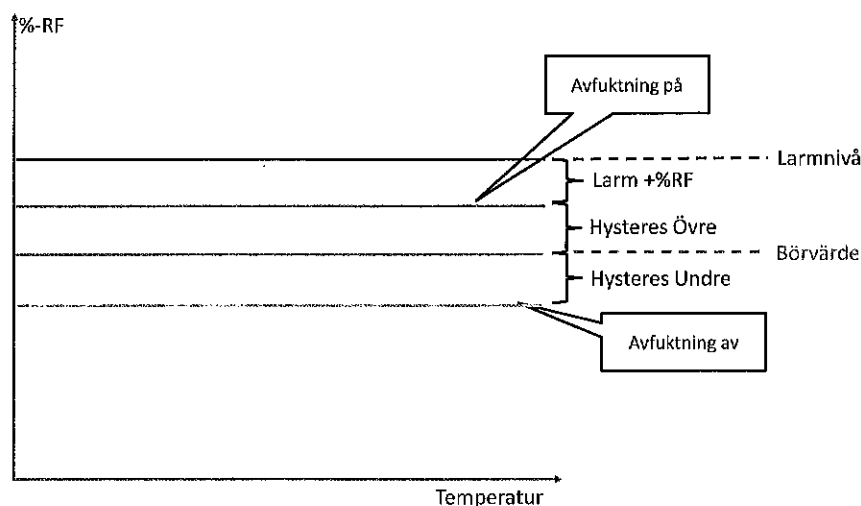 %-RF
Avfuktning på
Larmnivå
Larm +%RF
Hysteres Övre
Börvärde
Hysteres Undre
Avfuktning av
Temperatur